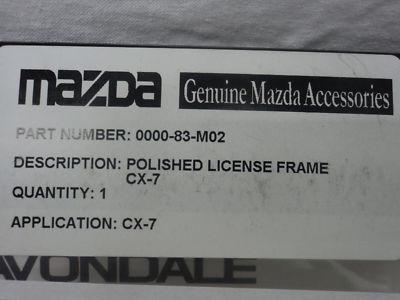 mazda
Genuine Mazda Accessories
PART NUMBER: 0000-83-M02
DESCRIPTION: POLISHED LICENSE FRAME
CX-7
QUANTITY: 1
APPLICATION: CX-7
AVONDALE